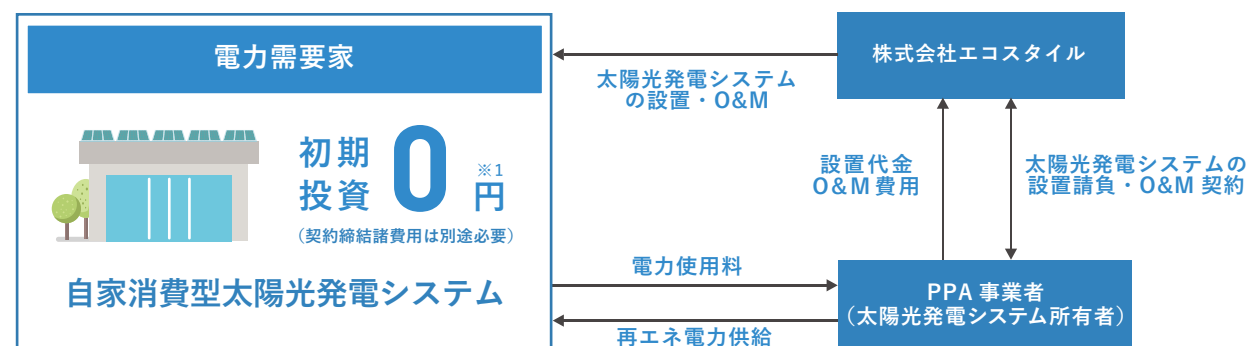 電力需要家
初期
投資
0
円
※1
（契約締結諸費用は別途必要）
自家消費型太陽光発電システム
太陽光発電システム
の設置・O&M
株式会社エコスタイル
設置代金
O&M 費用
太陽光発電システムの
設置請負・O&M 契約
電力使用料
再エネ電力供給
PPA 事業者
（太陽光発電システム所有者）